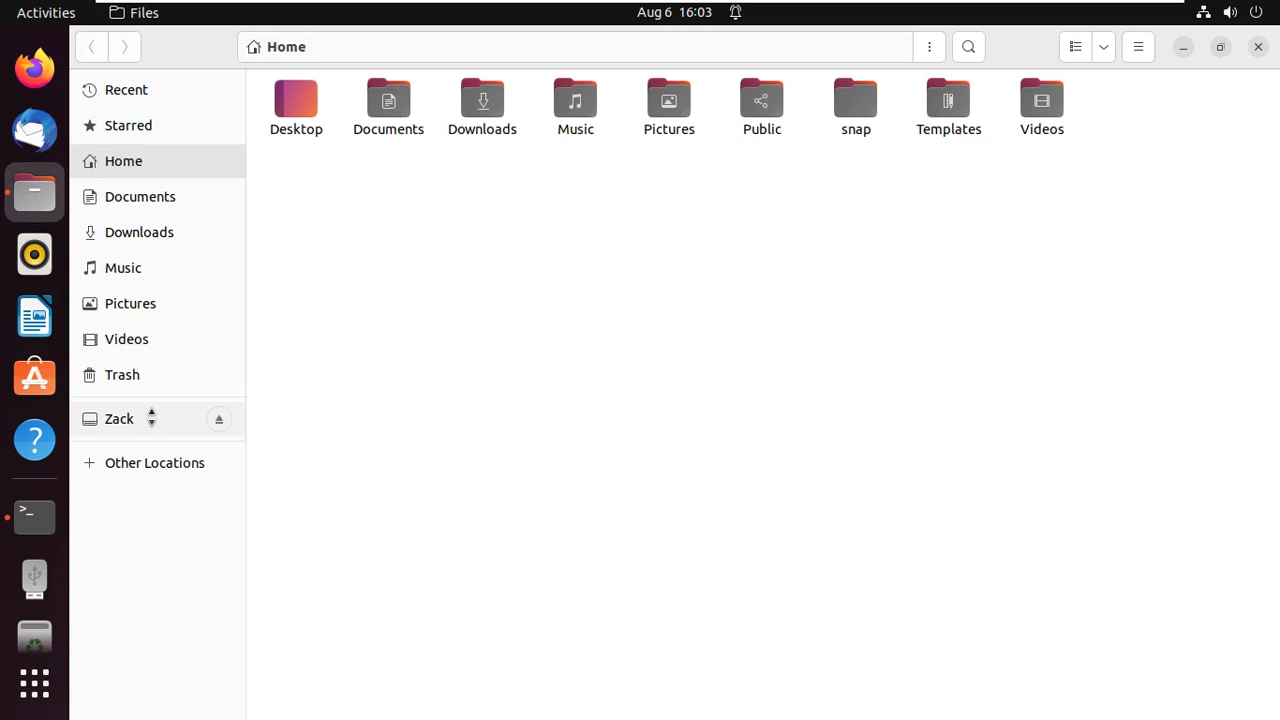 Activities Files Aug 6 16:03
Home
Recent
Starred
Home
Documents
Downloads
Music
Pictures
Videos
Trash
Zack
Other Locations
Desktop Documents Downloads Music Pictures Public snap Templates Videos